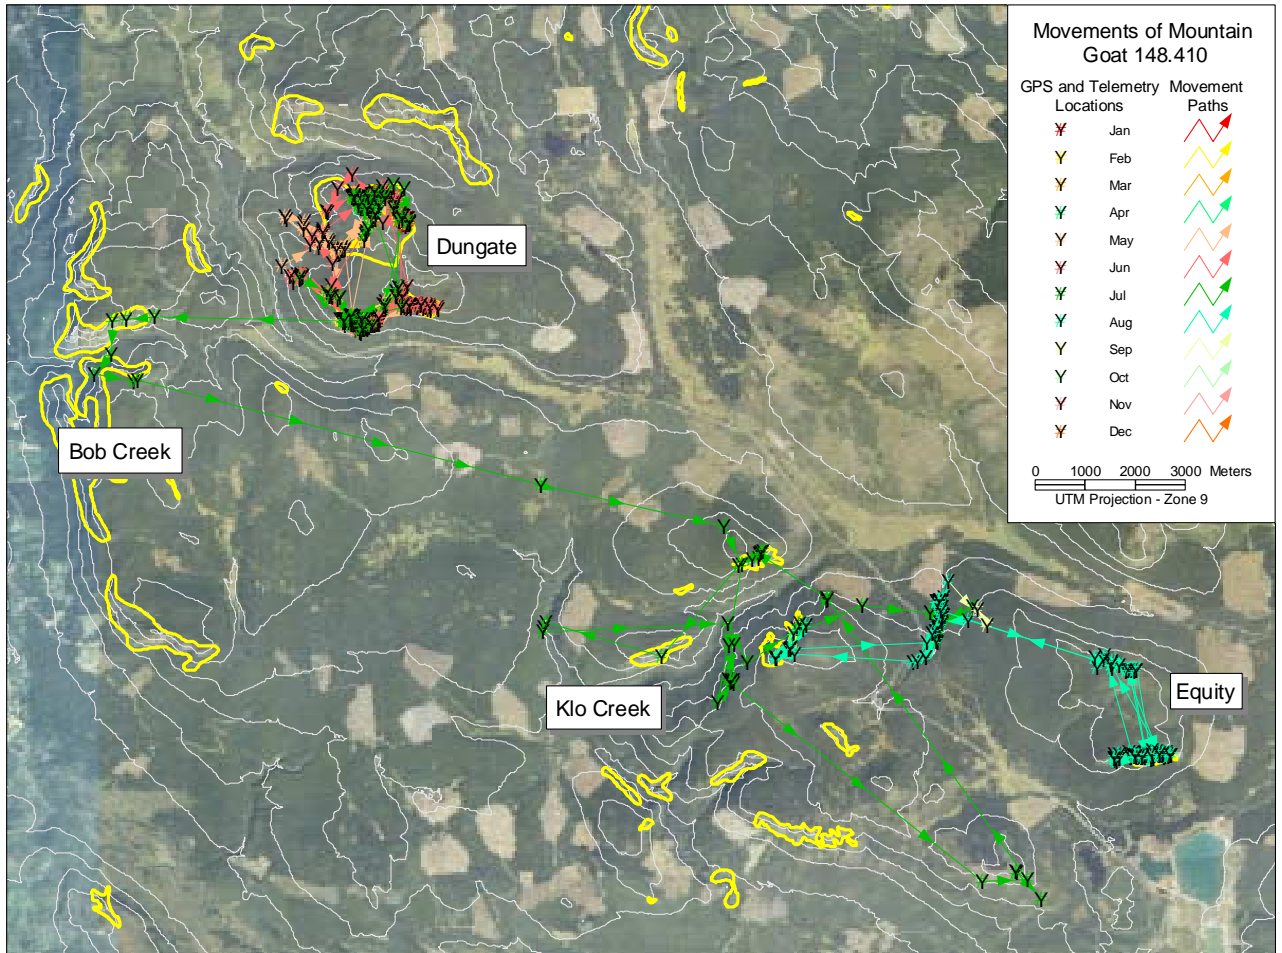 Movements of Mountain
Goat 148.410
GPS and Telemetry Movement
Locations Paths
Jan
Feb
Mar
Apr
May
Jun
Jul
Aug
Sep
Oct
Nov
Dec
0 1000 2000 3000 Meters
UTM Projection - Zone 9
Dungate
Bob Creek
Klo Creek
Equity